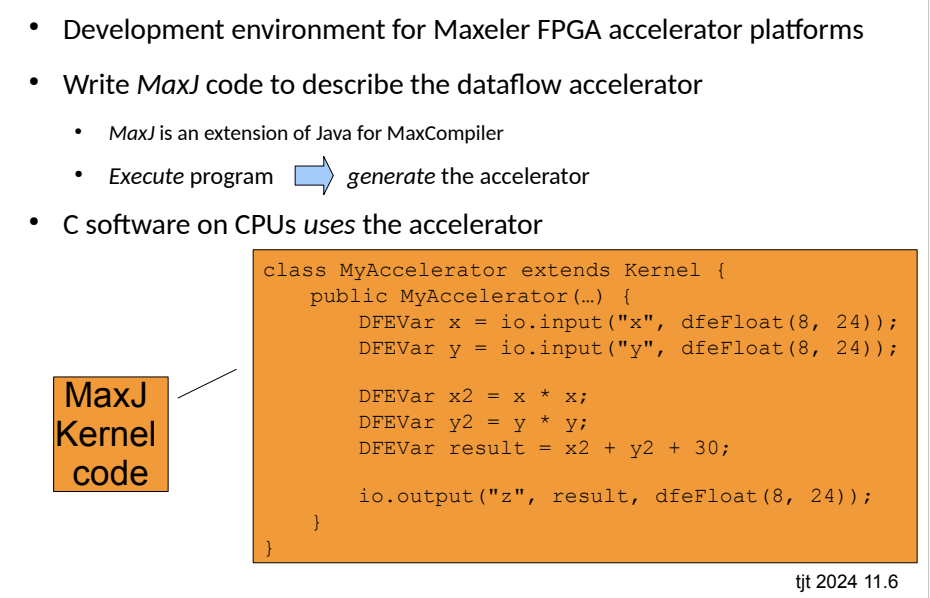 • Development environment for Maxeler FPGA accelerator platforms
• Write MaxJ code to describe the dataflow accelerator
• MaxJ is an extension of Java for MaxCompiler
• Execute program generate the accelerator
• C software on CPUs uses the accelerator
class MyAccelerator extends Kernel {
public MyAccelerator(…) {
DFEVar x = io.input("x", dfeFloat(8, 24));
DFEVar y = io.input("y", dfeFloat(8, 24));
DFEVar x2 = x * x;
DFEVar y2 = y * y;
DFEVar result = x2 + y2 + 30;
io.output("z", result, dfeFloat(8, 24));
}
}
MaxJ
Kernel
code
tjt 2024 11.6